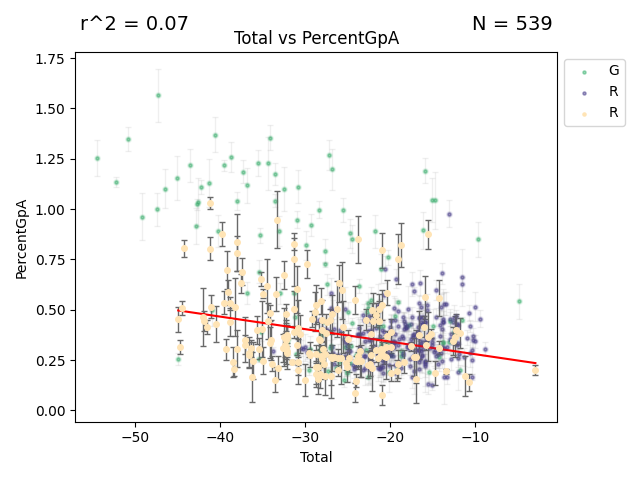 r^2 = 0.07
N = 539
Total vs PercentGpA
1.75
1.50
1.25
1.00
0.75
0.50
0.25
0.00
PercentGpA
−50
−40
−30
−20
−10
Total
G
R
R